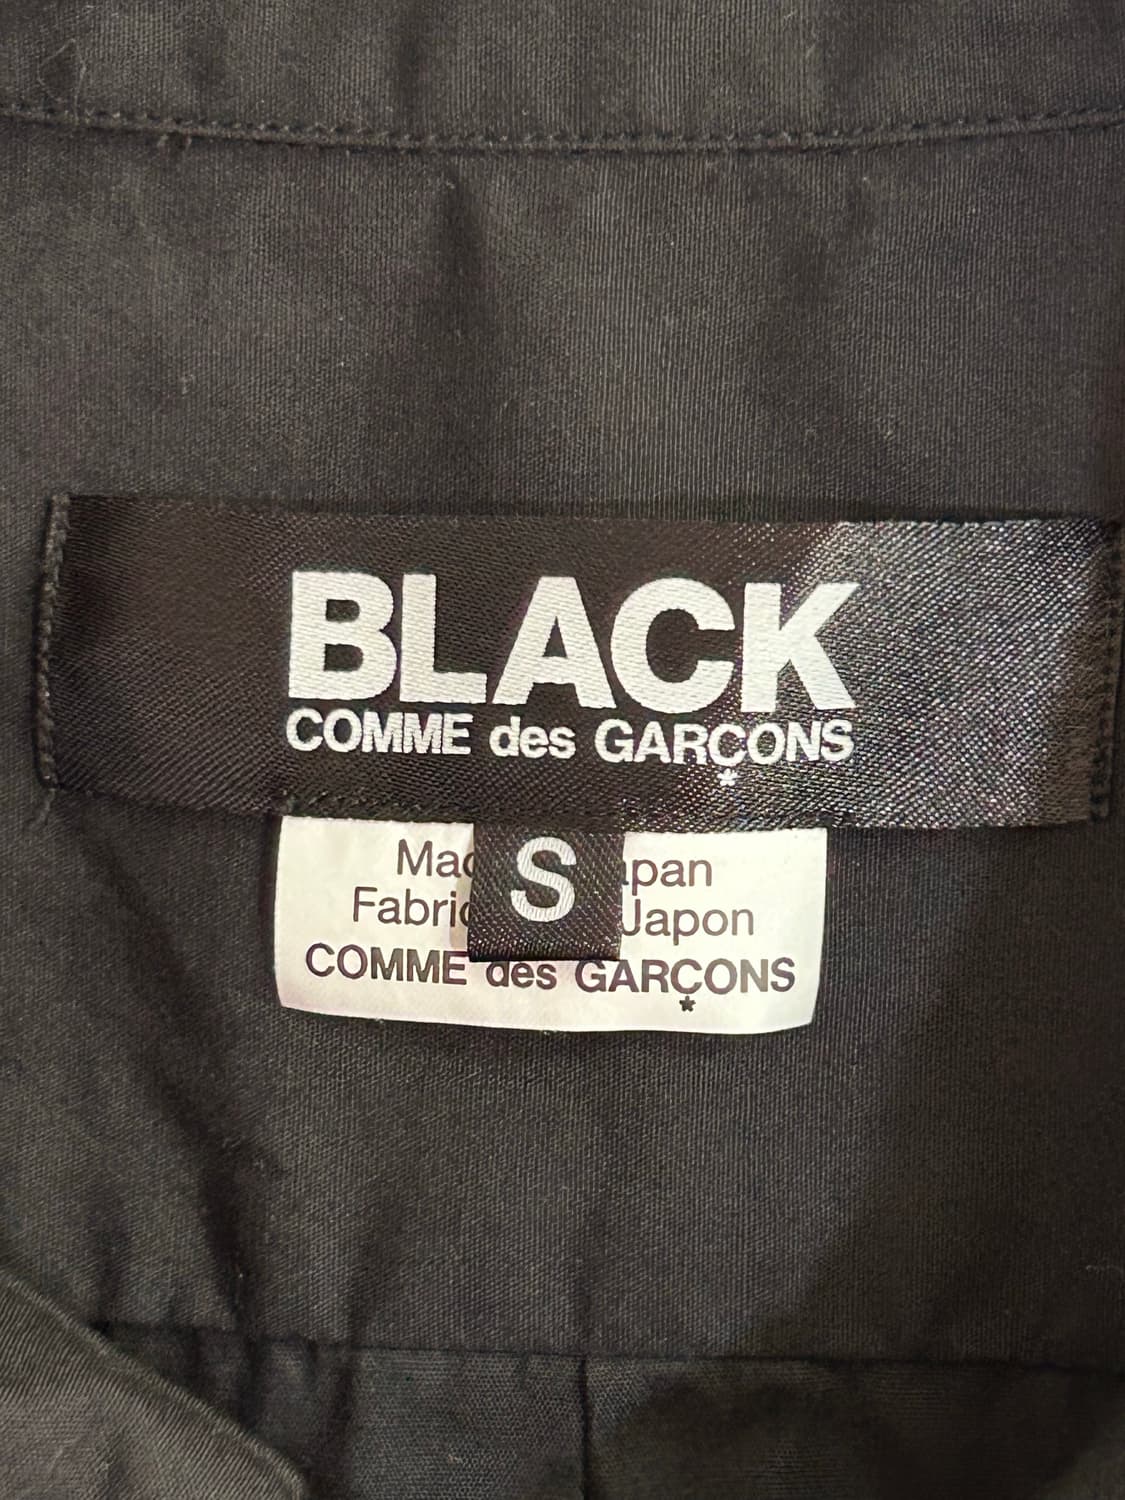 BLACK
COMME des GARÇONS
S
Mac apan
Fabric Japon
COMME des GARÇONS